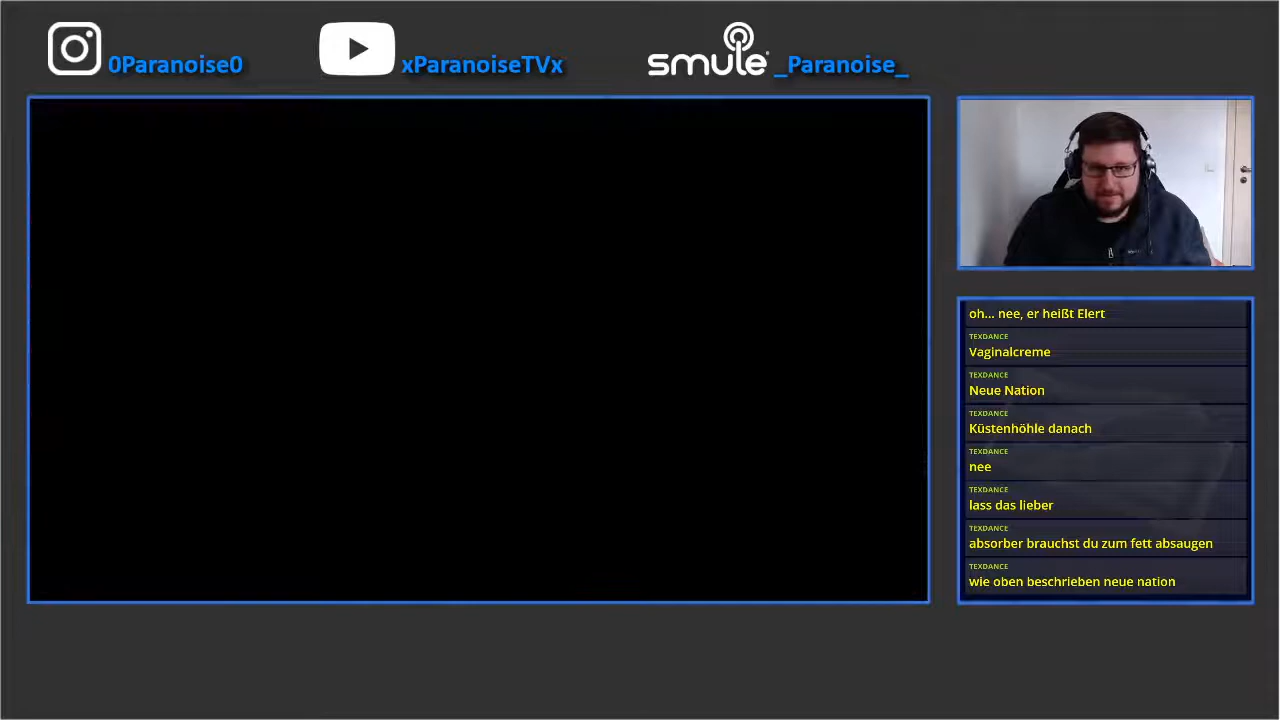 0Paranoise0
xParanoiseTVx
smule _Paranoise_
oh... nee, er heißt Elert
TEXDANCE
Vaginalcreme
TEXDANCE
Neue Nation
TEXDANCE
Küstenhöhle danach
TEXDANCE
nee
TEXDANCE
lass das lieber
TEXDANCE
absorber brauchst du zum fett absaugen
TEXDANCE
wie oben beschrieben neue nation